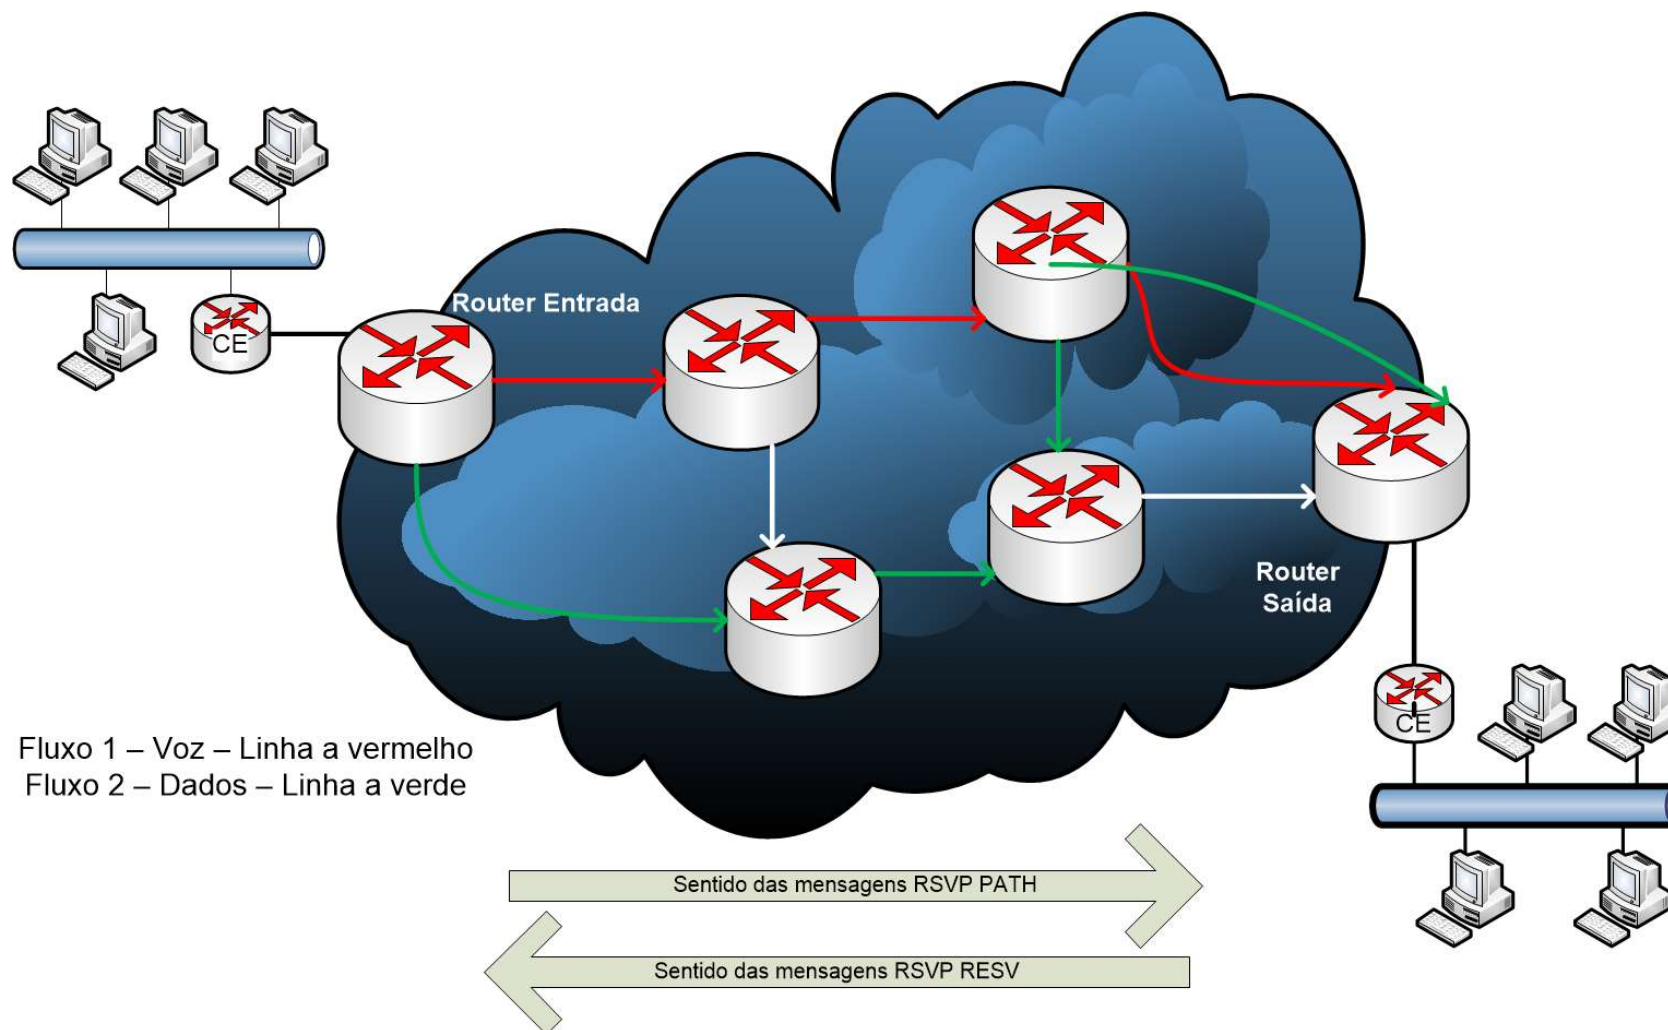 Router Entrada
CE
Router
Saída
CE
Fluxo 1 – Voz – Linha a vermelho
Fluxo 2 – Dados – Linha a verde
Sentido das mensagens RSVP PATH
Sentido das mensagens RSVP RESV